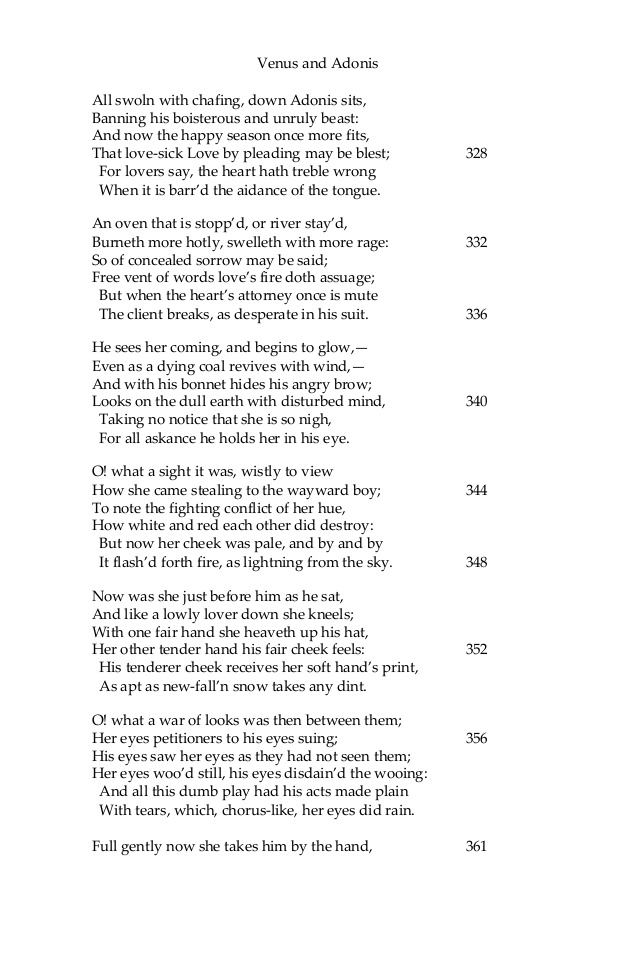 Venus and Adonis
All swoln with chafing, down Adonis sits,
Banning his boisterous and unruly beast:
And now the happy season once more fits,
That love-sick Love by pleading may be blest; 328
For lovers say, the heart hath treble wrong
When it is barr’d the aidance of the tongue.
An oven that is stopp’d, or river stay’d,
Burneth more hotly, swelleth with more rage: 332
So of concealed sorrow may be said;
Free vent of words love’s fire doth assuage;
But when the heart’s attorney once is mute
The client breaks, as desperate in his suit. 336
He sees her coming, and begins to glow,—
Even as a dying coal revives with wind,—
And with his bonnet hides his angry brow;
Looks on the dull earth with disturbed mind, 340
Taking no notice that she is so nigh,
For all askance he holds her in his eye.
O! what a sight it was, wistly to view
How she came stealing to the wayward boy; 344
To note the fighting conflict of her hue,
How white and red each other did destroy:
But now her cheek was pale, and by and by
It flash’d forth fire, as lightning from the sky. 348
Now was she just before him as he sat,
And like a lowly lover down she kneels;
With one fair hand she heaveth up his hat,
Her other tender hand his fair cheek feels: 352
His tenderer cheek receives her soft hand’s print,
As apt as new-fall’n snow takes any dint.
O! what a war of looks was then between them;
Her eyes petitioners to his eyes suing; 356
His eyes saw her eyes as they had not seen them;
Her eyes woo’d still, his eyes disdain’d the wooing:
And all this dumb play had his acts made plain
With tears, which, chorus-like, her eyes did rain.
Full gently now she takes him by the hand, 361